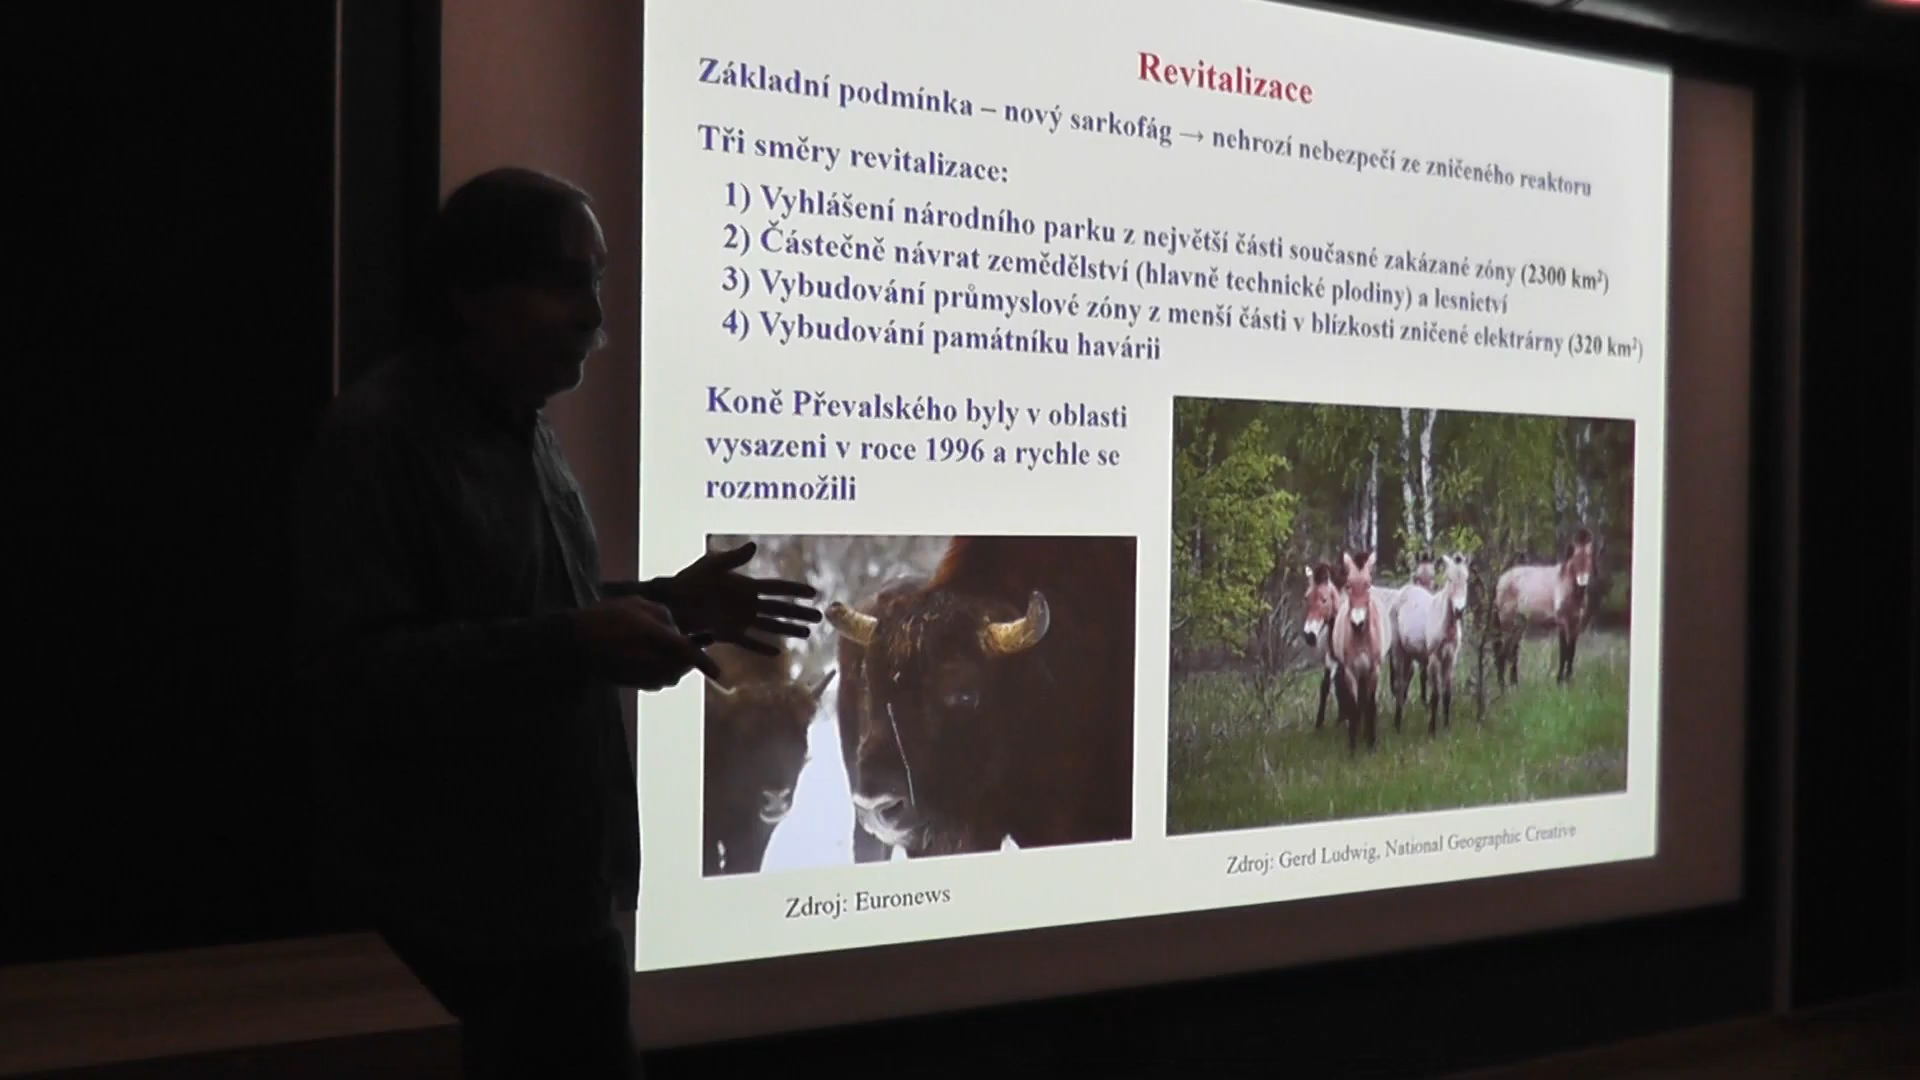 Revitalizace
Základní podmínka – nový sarkofág → nehrozí nebezpečí ze zničeného reaktoru
Tři směry revitalizace:
1) Vyhlášení národního parku z největší části současné zakázané zóny (2300 km²)
2) Částečně návrat zemědělství (hlavně technické plodiny) a lesnictví
3) Vybudování průmyslové zóny z menší části v blízkosti zničené elektrárny (320 km²)
4) Vybudování památníku havárii
Koně Převalského byly v oblasti
vysazeni v roce 1996 a rychle se
rozmnožili
Zdroj: Euronews
Zdroj: Gerd Ludwig, National Geographic Creative